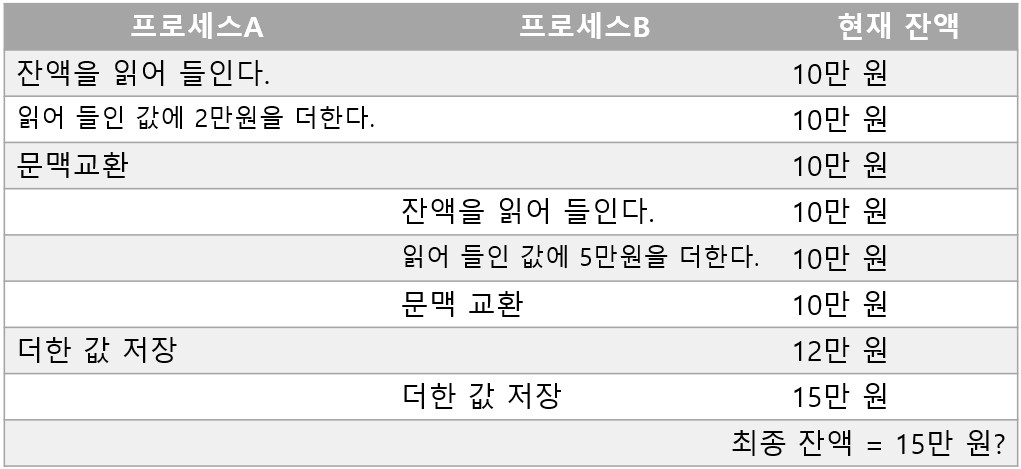 프로세스A 프로세스B 현재 잔액
잔액을 읽어 들인다. 10만 원
읽어 들인 값에 2만원을 더한다. 10만 원
문맥교환 10만 원
잔액을 읽어 들인다. 10만 원
읽어 들인 값에 5만원을 더한다. 10만 원
문맥 교환 10만 원
더한 값 저장 12만 원
더한 값 저장 15만 원
최종 잔액 = 15만 원?